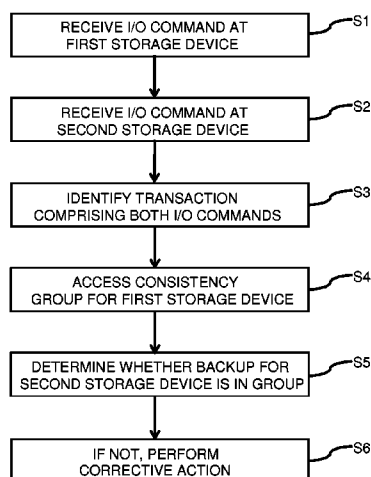 RECEIVE I/O COMMAND AT
FIRST STORAGE DEVICE
S1
RECEIVE I/O COMMAND AT
SECOND STORAGE DEVICE
S2
IDENTIFY TRANSACTION
COMPRISING BOTH I/O COMMANDS
S3
ACCESS CONSISTENCY
GROUP FOR FIRST STORAGE DEVICE
S4
DETERMINE WHETHER BACKUP FOR
SECOND STORAGE DEVICE IS IN GROUP
S5
IF NOT, PERFORM
CORRECTIVE ACTION
S6